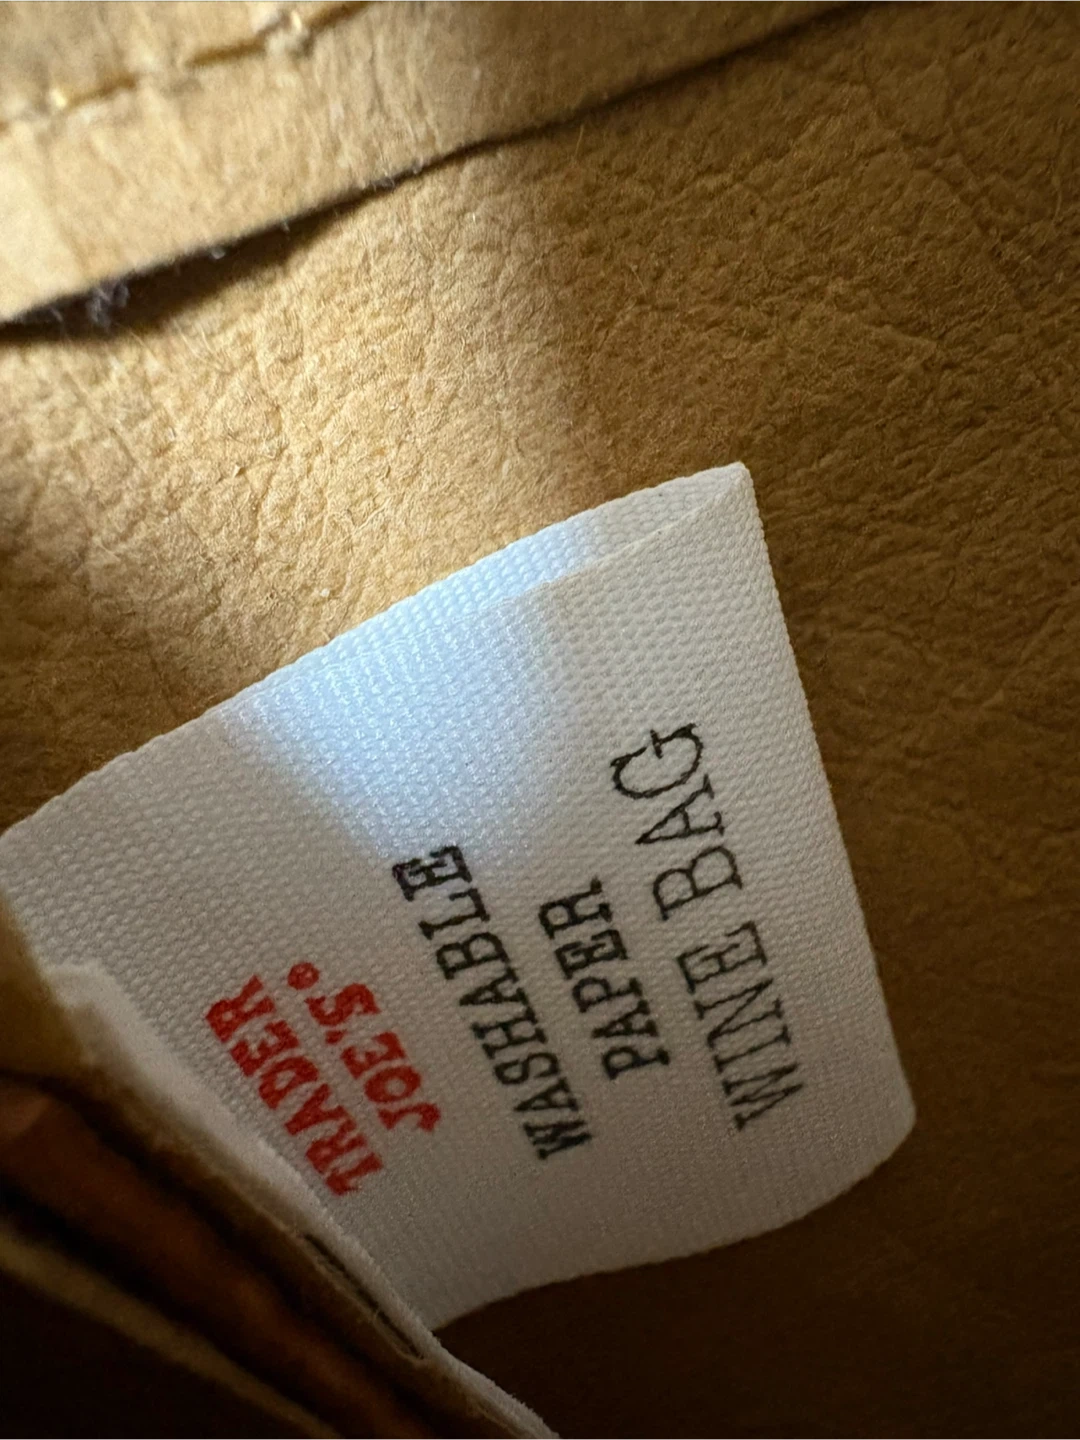 TRADER
JOE'S®
WASHABLE
PAPER
WINE BAG